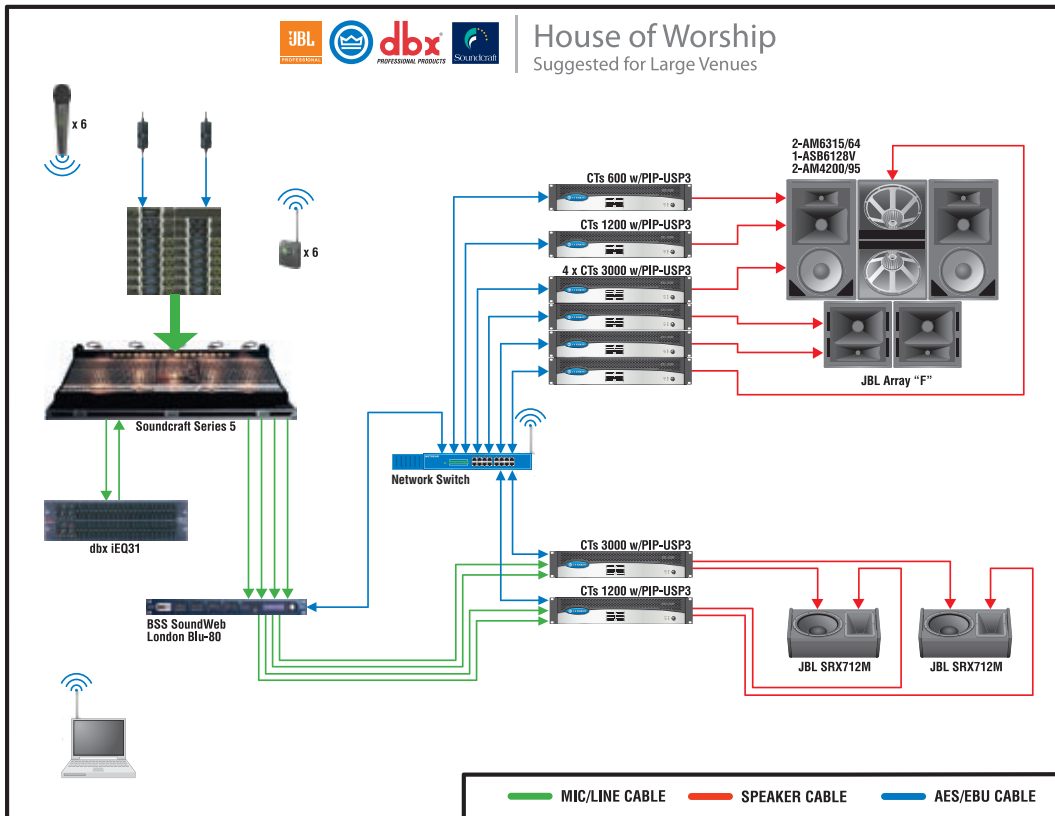 JBL
PROFESSIONAL
dbx
PROFESSIONAL PRODUCTS
Soundcraft
House of Worship
Suggested for Large Venues
x 6
x 6
2-AM6315/64
1-ASB6128V
2-AM4200/95
CTs 600 w/PIP-USP3
CTs 1200 w/PIP-USP3
4 x CTs 3000 w/PIP-USP3
JBL Array “F”
Soundcraft Series 5
Network Switch
dbx iEQ31
CTs 3000 w/PIP-USP3
CTs 1200 w/PIP-USP3
BSS SoundWeb
London Blu-80
JBL SRX712M
JBL SRX712M
MIC/LINE CABLE
SPEAKER CABLE
AES/EBU CABLE